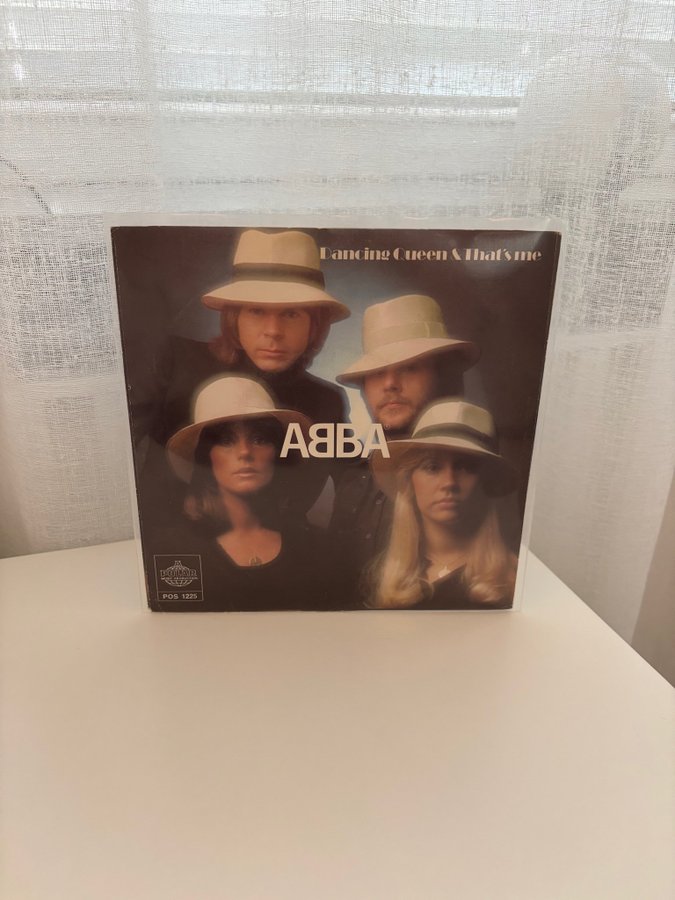 Dancing Queen & That's me
ABBA
POLAR
POS 1225